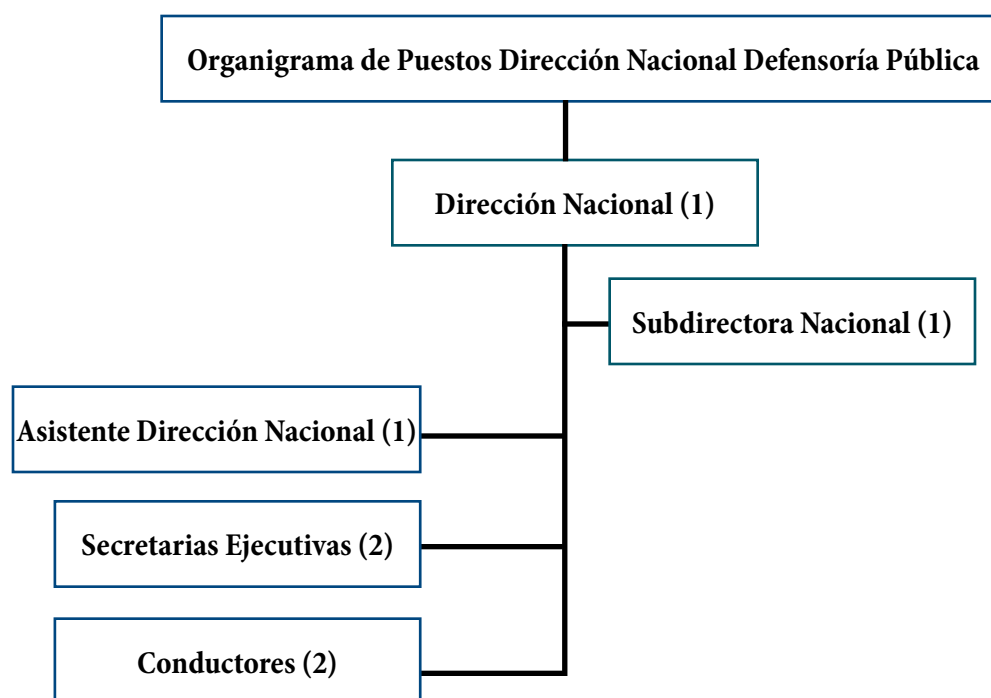 Organigrama de Puestos Dirección Nacional Defensoría Pública
Dirección Nacional (1)
Subdirectora Nacional (1)
Asistente Dirección Nacional (1)
Secretarias Ejecutivas (2)
Conductores (2)